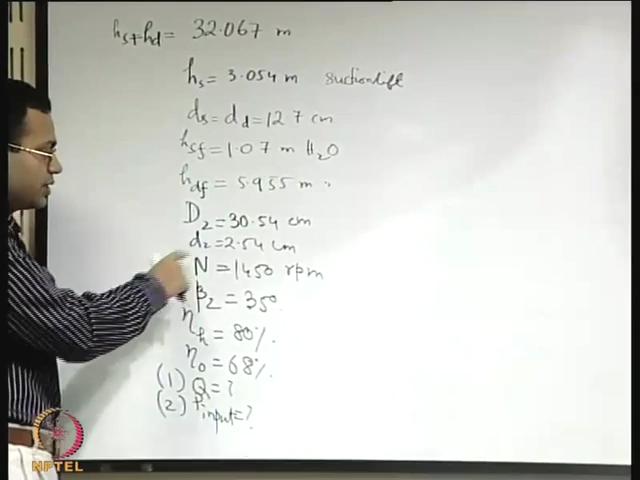 hs+hd = 32.067 m
hs = 3.054 m suction lift
ds = dd = 12.7 cm
hsf = 1.07 m H2O
hdf = 5.955 m.
D2 = 30.54 cm
d2 = 2.54 cm
N = 1450 rpm
β2 = 35°.
ηh = 80%.
ηo = 68%.
(1) Q = ?
(2) Pinput = ?
NPTEL